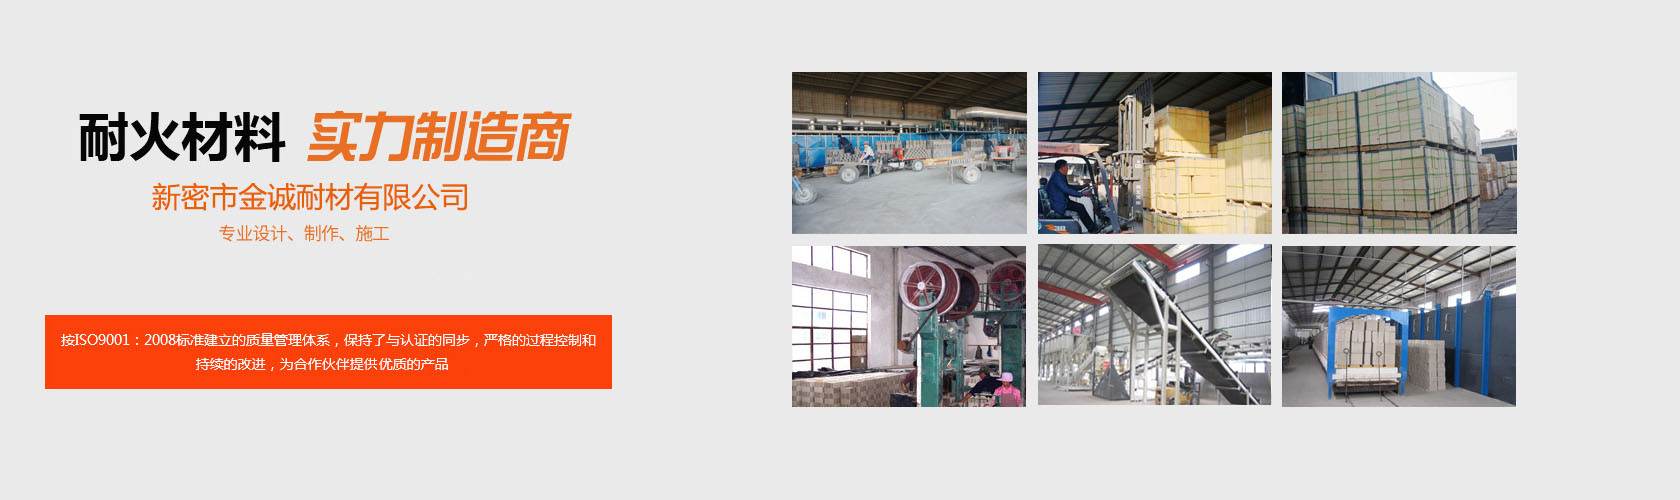 耐火材料 实力制造商
新密市金诚耐材有限公司
专业设计、制作、施工
按ISO9001：2008标准建立的质量管理体系，保持了与认证的同步，严格的过程控制和
持续的改进，为合作伙伴提供优质的产品